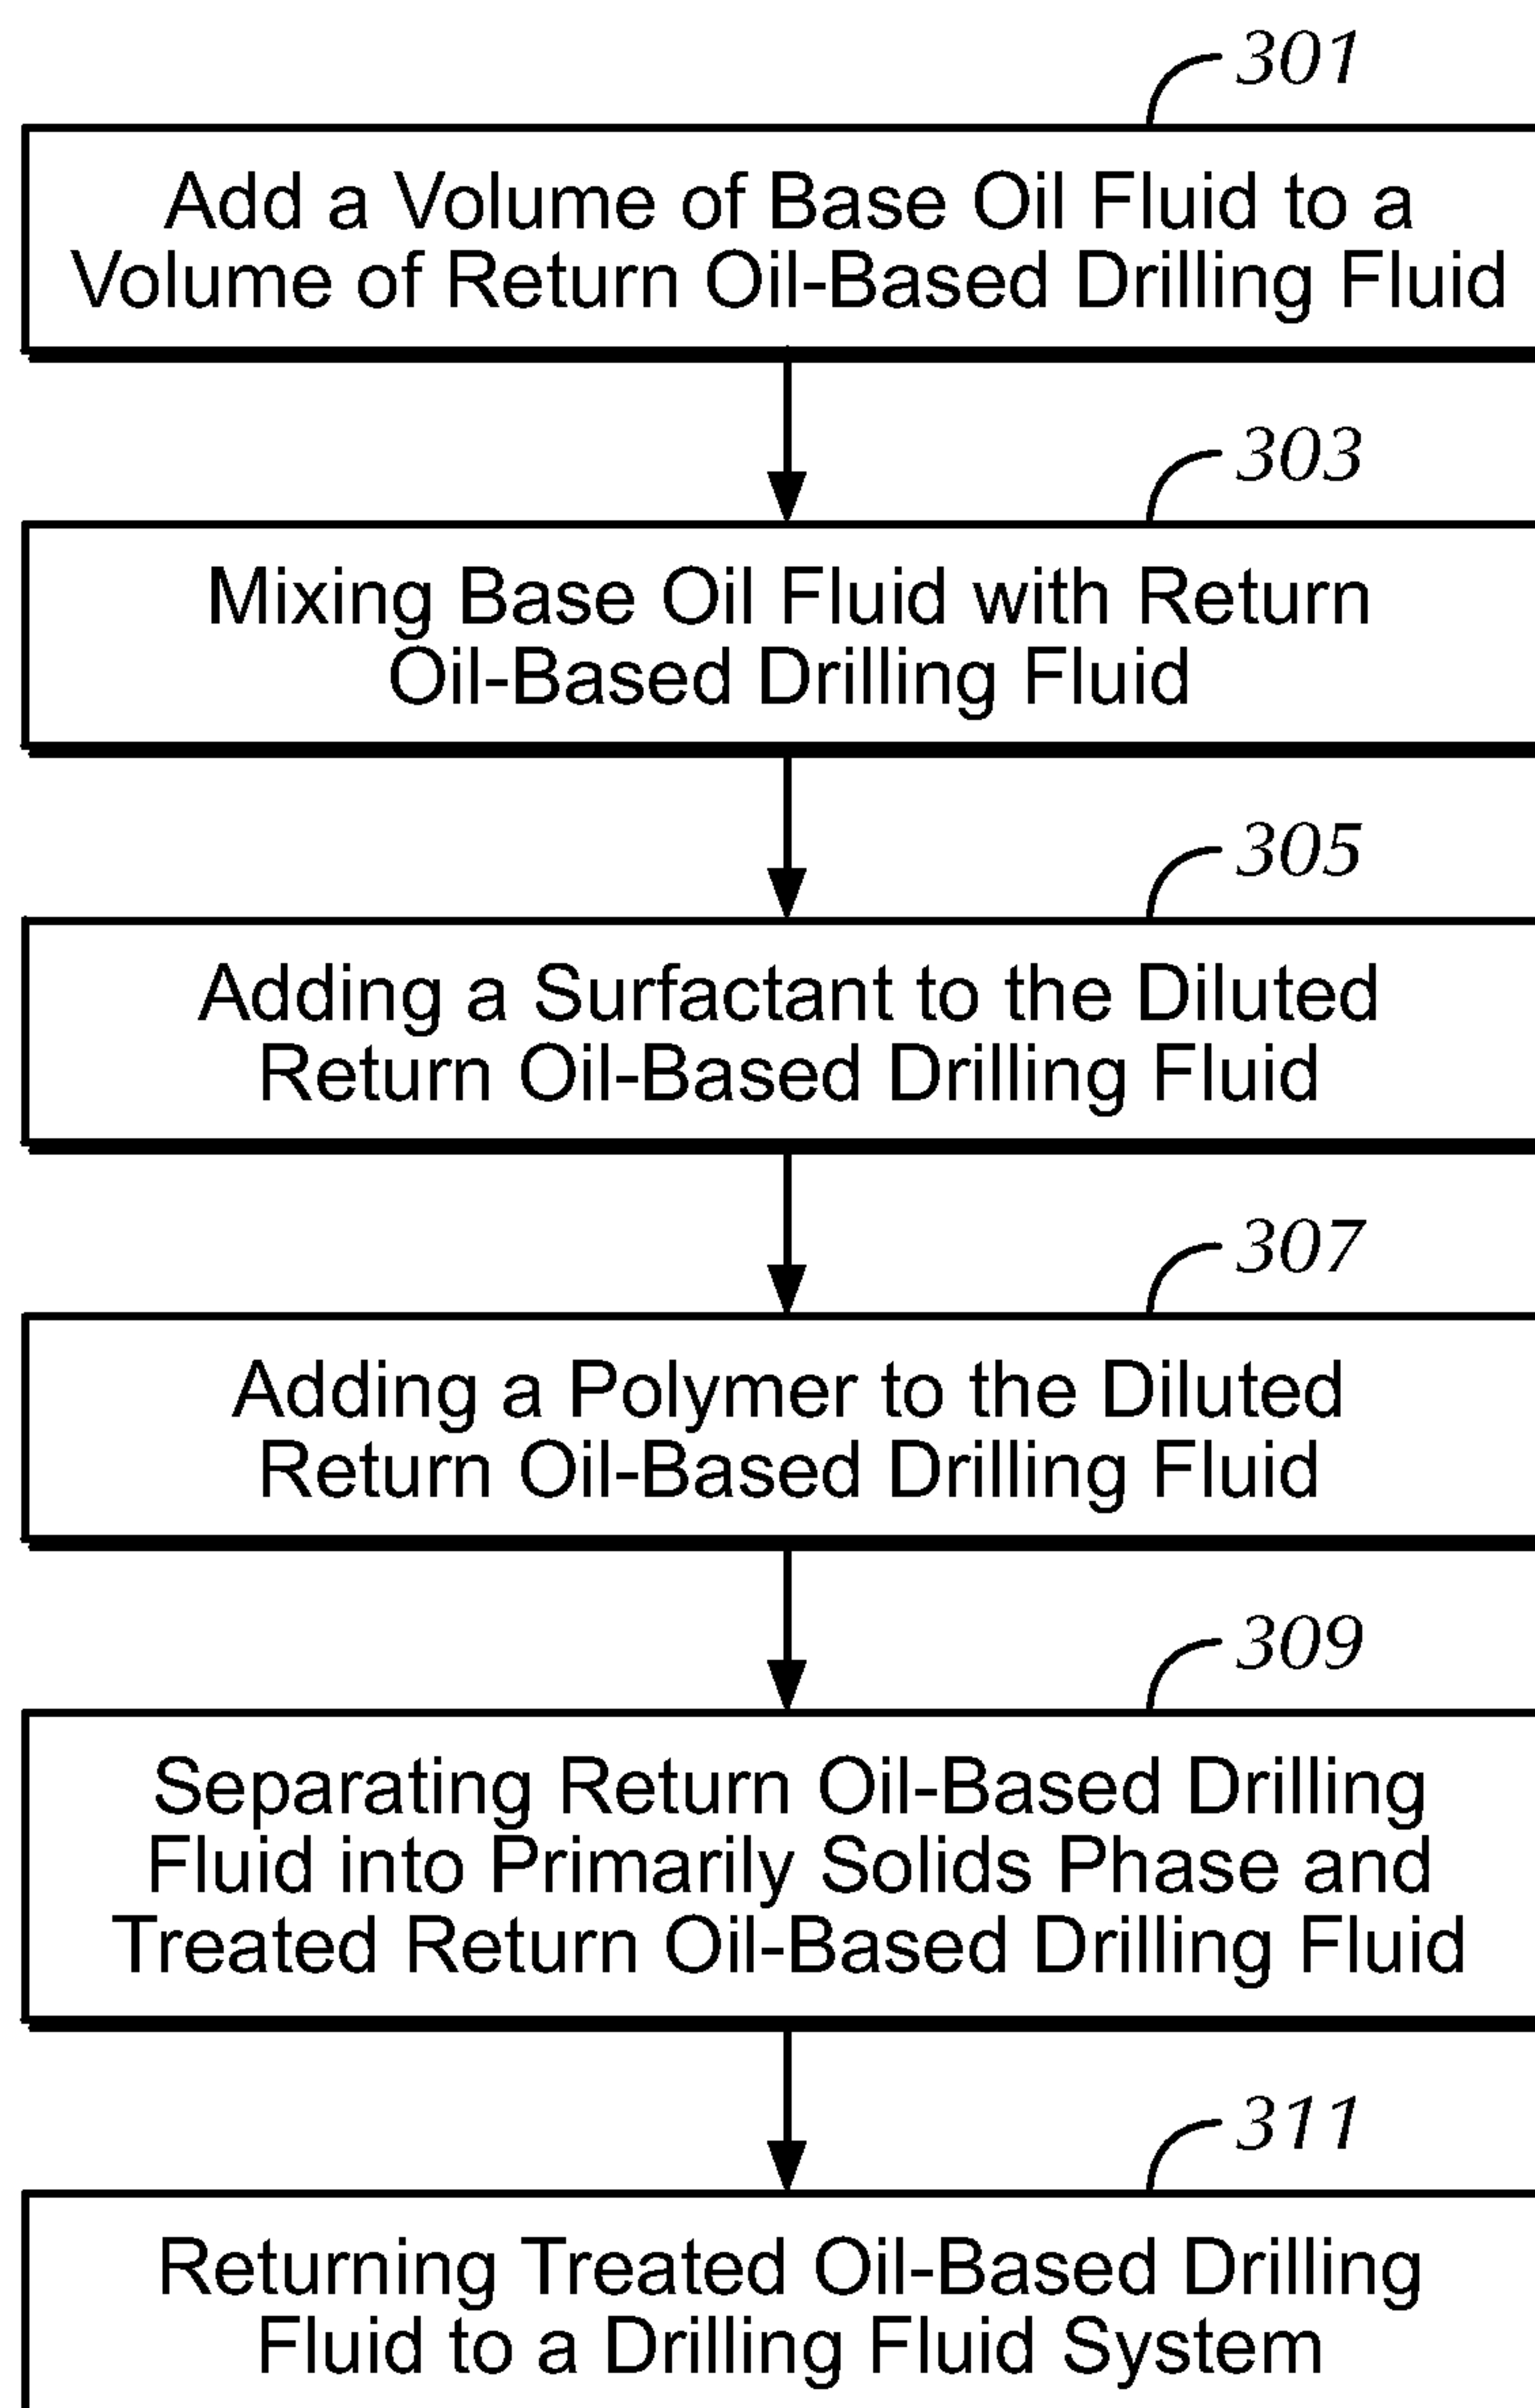 301
Add a Volume of Base Oil Fluid to a
Volume of Return Oil-Based Drilling Fluid
303
Mixing Base Oil Fluid with Return
Oil-Based Drilling Fluid
305
Adding a Surfactant to the Diluted
Return Oil-Based Drilling Fluid
307
Adding a Polymer to the Diluted
Return Oil-Based Drilling Fluid
309
Separating Return Oil-Based Drilling
Fluid into Primarily Solids Phase and
Treated Return Oil-Based Drilling Fluid
311
Returning Treated Oil-Based Drilling
Fluid to a Drilling Fluid System